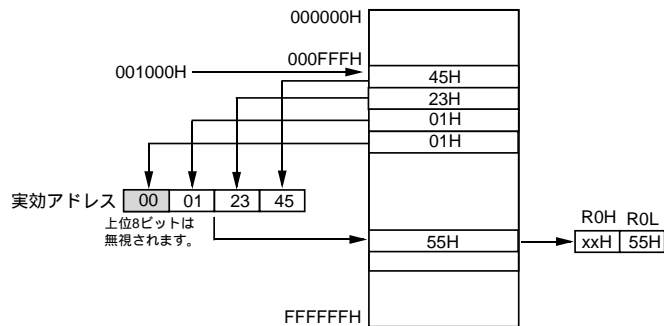 000000H
000FFFH
001000H
45H
23H
01H
01H
実効アドレス 00 01 23 45
上位8ビットは
無視されます。
55H
R0H R0L
xxH 55H
FFFFFFH